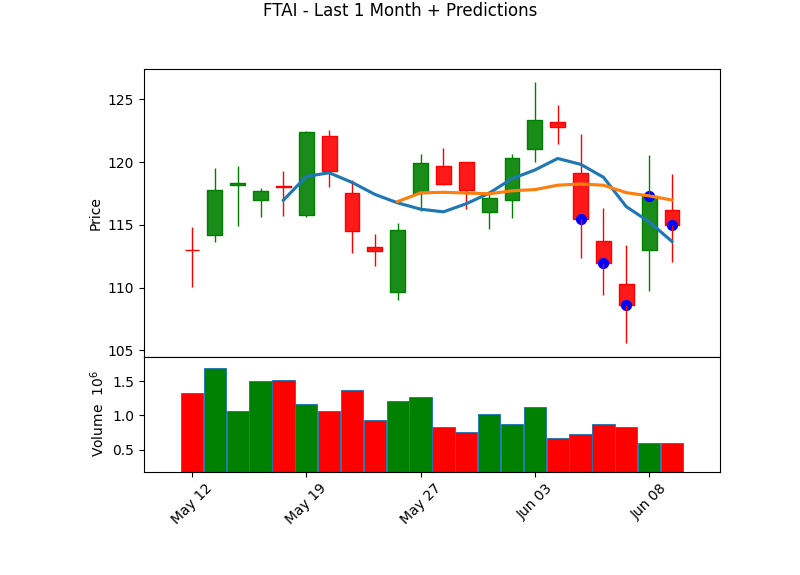 FTAI - Last 1 Month + Predictions
125
120
115
110
105
Price
1.5
1.0
0.5
Volume 10^6
May 12
May 19
May 27
Jun 03
Jun 08